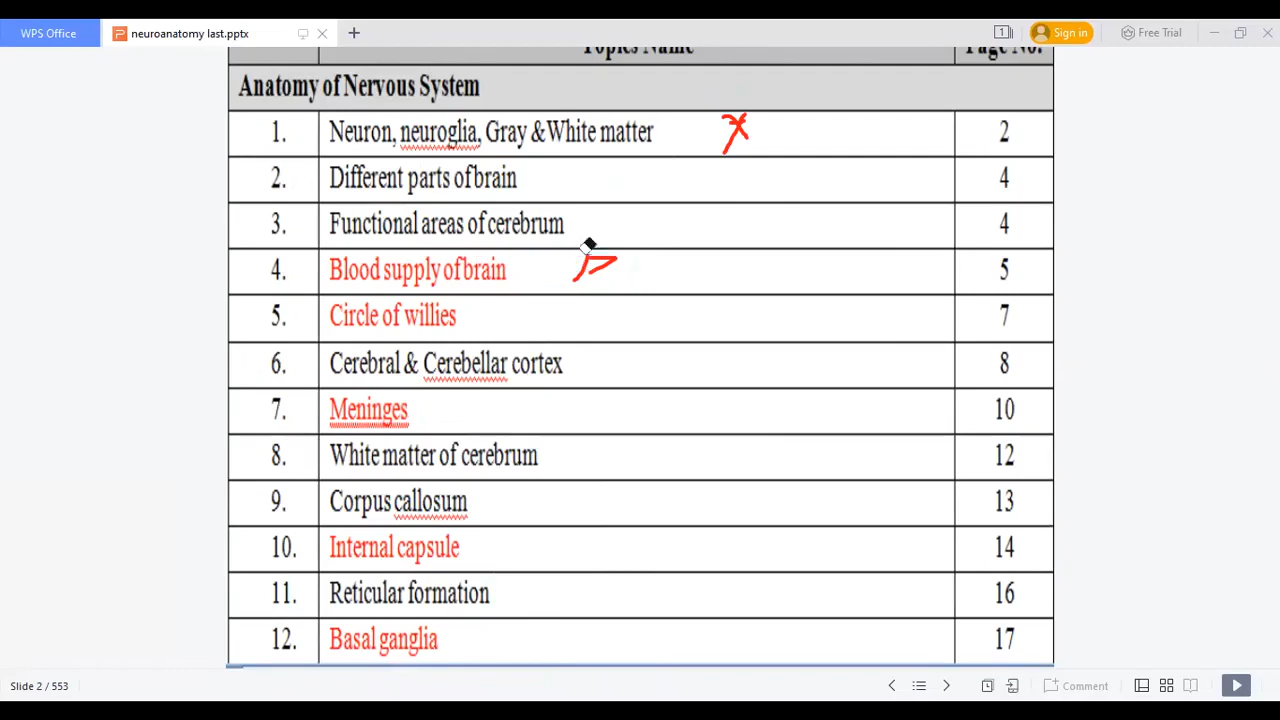 WPS Office neuroanatomy last.pptx Sign in Free Trial
Topics Name Page No.
Anatomy of Nervous System
1. Neuron, neuroglia, Gray &White matter 2
2. Different parts of brain 4
3. Functional areas of cerebrum 4
4. Blood supply of brain 5
5. Circle of willies 7
6. Cerebral & Cerebellar cortex 8
7. Meninges 10
8. White matter of cerebrum 12
9. Corpus callosum 13
10. Internal capsule 14
11. Reticular formation 16
12. Basal ganglia 17
Slide 2 / 553 Comment